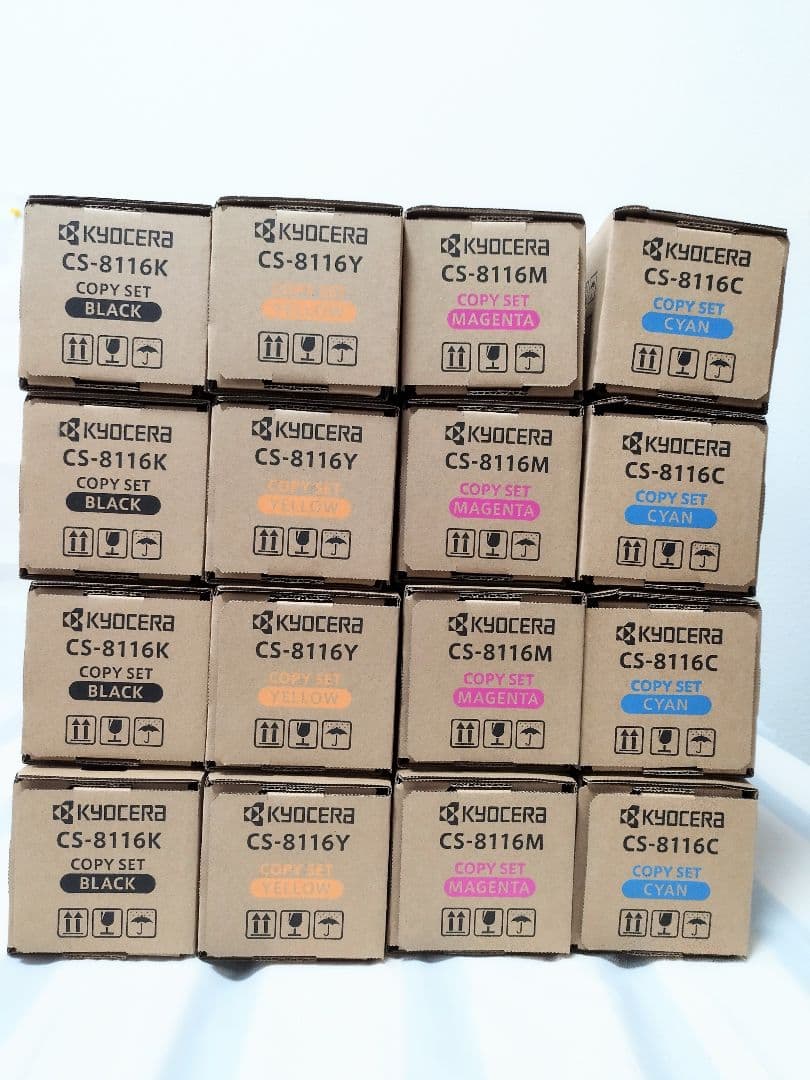 KYOCERA
CS-8116K
COPY SET
BLACK
KYOCERA
CS-8116Y
COPY SET
YELLOW
KYOCERA
CS-8116M
COPY SET
MAGENTA
KYOCERA
CS-8116C
COPY SET
CYAN
KYOCERA
CS-8116K
COPY SET
BLACK
KYOCERA
CS-8116Y
COPY SET
YELLOW
KYOCERA
CS-8116M
COPY SET
MAGENTA
KYOCERA
CS-8116C
COPY SET
CYAN
KYOCERA
CS-8116K
COPY SET
BLACK
KYOCERA
CS-8116Y
COPY SET
YELLOW
KYOCERA
CS-8116M
COPY SET
MAGENTA
KYOCERA
CS-8116C
COPY SET
CYAN
KYOCERA
CS-8116K
COPY SET
BLACK
KYOCERA
CS-8116Y
COPY SET
YELLOW
KYOCERA
CS-8116M
COPY SET
MAGENTA
KYOCERA
CS-8116C
COPY SET
CYAN